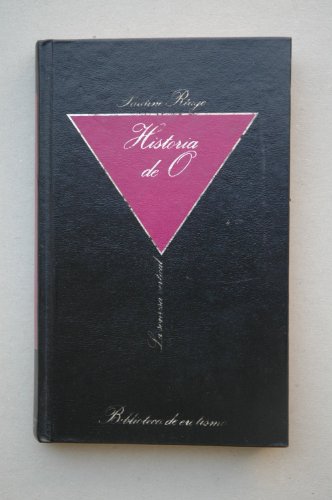 Pauline Réage
Historia
de O
La sonrisa vertical
Biblioteca de erotismo